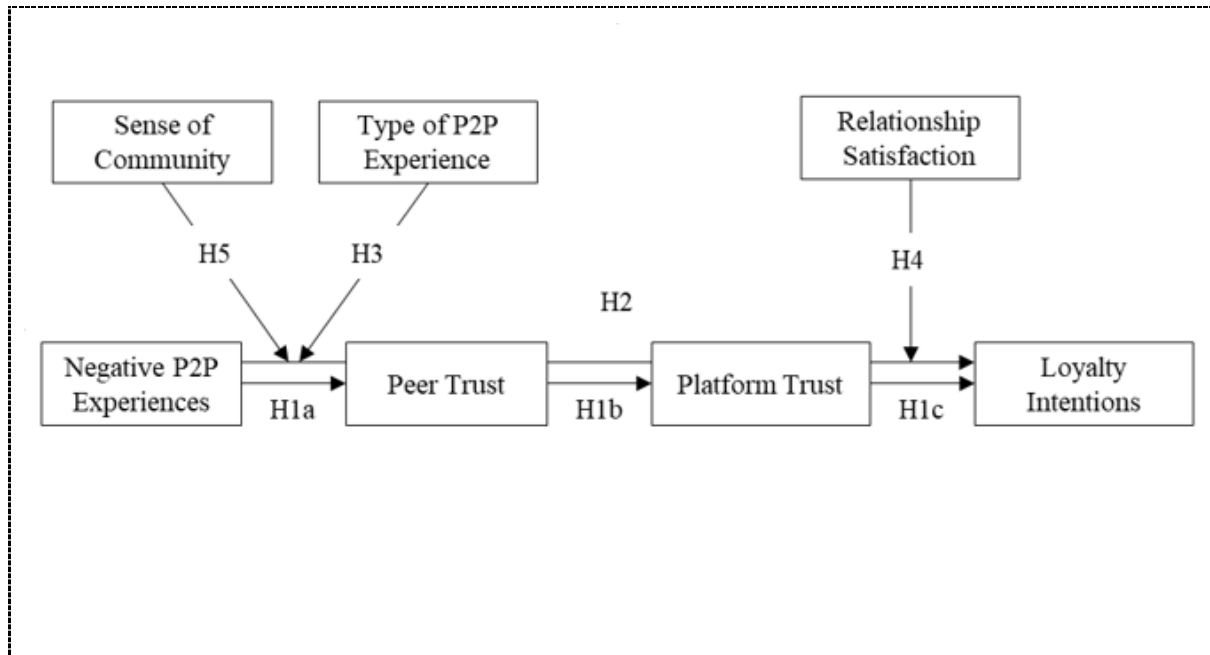 Sense of
Community
Type of P2P
Experience
Relationship
Satisfaction
H5
H3
H4
H2
Negative P2P
Experiences
Peer Trust
Platform Trust
Loyalty
Intentions
H1a
H1b
H1c